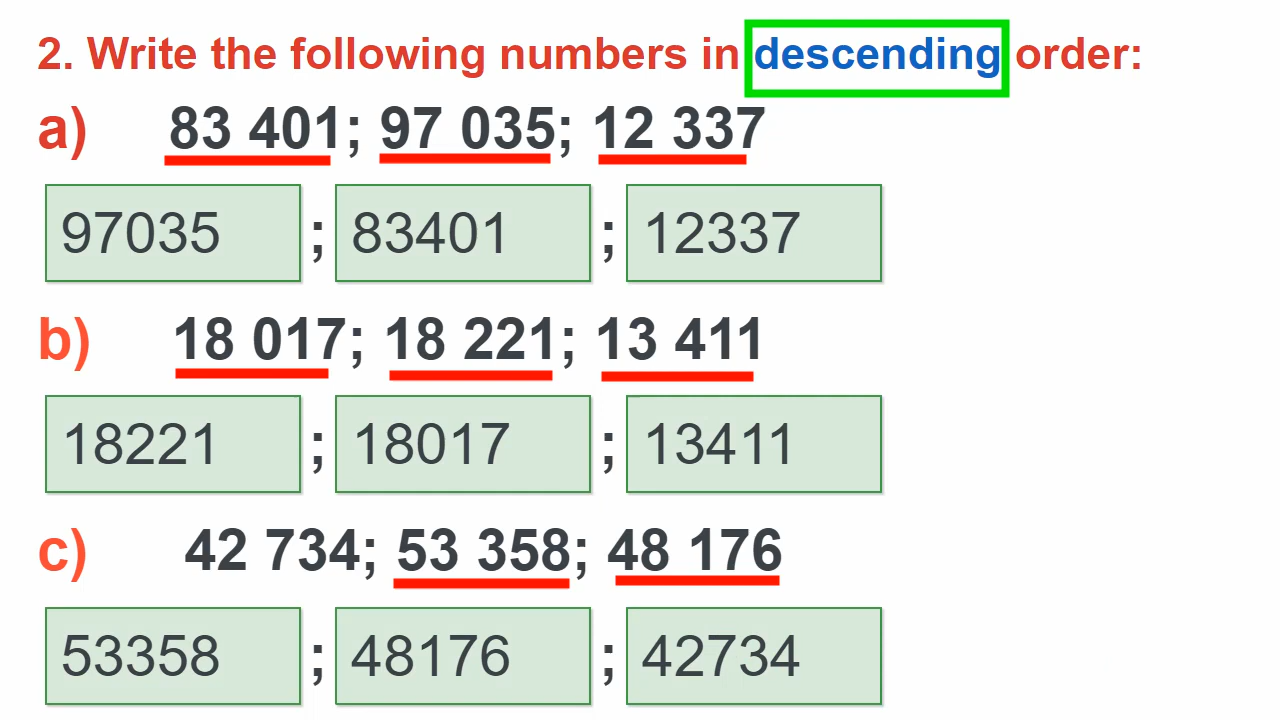 2. Write the following numbers in descending order:
a) 83 401; 97 035; 12 337
97035 ; 83401 ; 12337
b) 18 017; 18 221; 13 411
18221 ; 18017 ; 13411
c) 42 734; 53 358; 48 176
53358 ; 48176 ; 42734